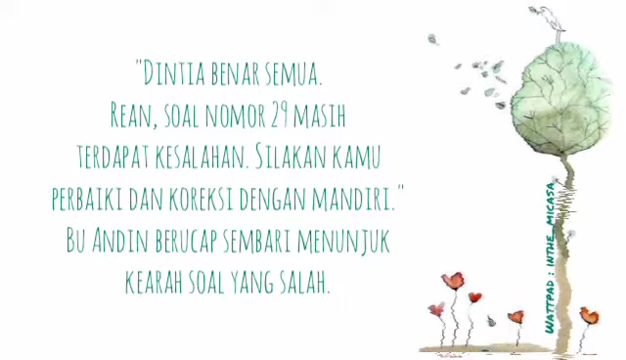 "Dintia benar semua.
Rean, soal nomor 29 masih
terdapat kesalahan. Silakan kamu
perbaiki dan koreksi dengan mandiri."
Bu Andin berucap sembari menunjuk
kearah soal yang salah.
Wattpad : inthe_micasa